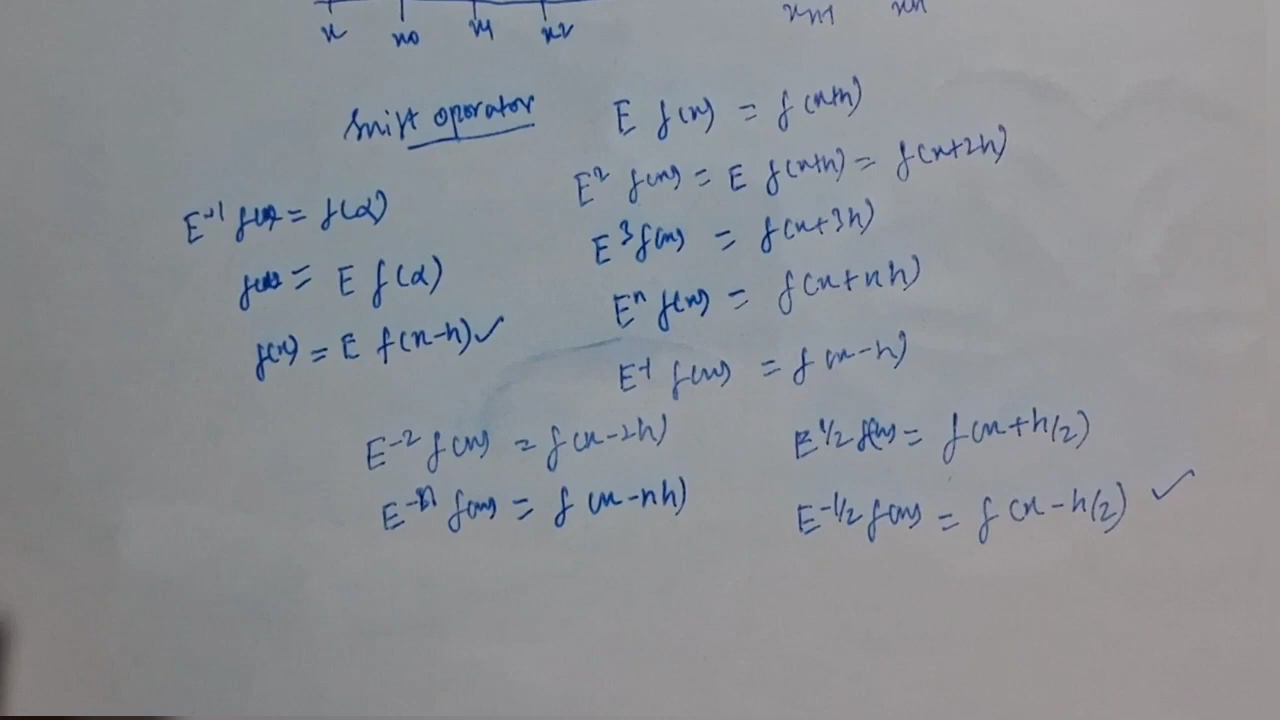 x x0 x1 x2 xn-1 xn
Shift operator
E f(x) = f(x+h)
E² f(x) = E f(x+h) = f(x+2h)
E³ f(x) = f(x+3h)
Eⁿ f(x) = f(x+nh)
E⁻¹ f(x) = f(x-h)
E⁻¹ f(x) = f(α)
f(x) = E f(α)
f(x) = E f(x-h) ✓
E⁻² f(x) = f(x-2h)
E⁻ⁿ f(x) = f(x-nh)
E^1/2 f(x) = f(x+h/2)
E^-1/2 f(x) = f(x-h/2) ✓